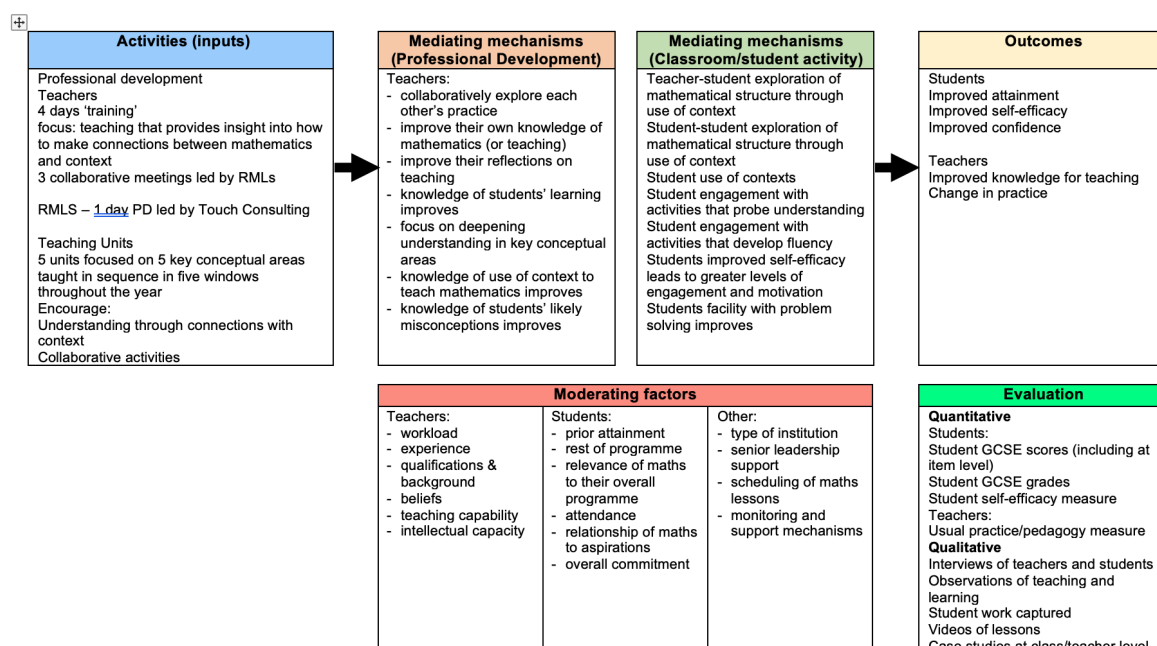 Activities (inputs)
Professional development
Teachers
4 days ‘training’
focus: teaching that provides insight into how
to make connections between mathematics
and context
3 collaborative meetings led by RMLs
RMLS – 1 day PD led by Touch Consulting
Teaching Units
5 units focused on 5 key conceptual areas
taught in sequence in five windows
throughout the year
Encourage:
Understanding through connections with
context
Collaborative activities
Mediating mechanisms
(Professional Development)
Teachers:
- collaboratively explore each
other’s practice
- improve their own knowledge of
mathematics (or teaching)
- improve their reflections on
teaching
- knowledge of students’ learning
improves
- focus on deepening
understanding in key conceptual
areas
- knowledge of use of context to
teach mathematics improves
- knowledge of students’ likely
misconceptions improves
Mediating mechanisms
(Classroom/student activity)
Teacher-student exploration of
mathematical structure through
use of context
Student-student exploration of
mathematical structure through
use of context
Student use of contexts
Student engagement with
activities that probe understanding
Student engagement with
activities that develop fluency
Students improved self-efficacy
leads to greater levels of
engagement and motivation
Students facility with problem
solving improves
Outcomes
Students
Improved attainment
Improved self-efficacy
Improved confidence
Teachers
Improved knowledge for teaching
Change in practice
Moderating factors
Teachers:
- workload
- experience
- qualifications &
background
- beliefs
- teaching capability
- intellectual capacity
Students:
- prior attainment
- rest of programme
- relevance of maths
to their overall
programme
- attendance
- relationship of maths
to aspirations
- overall commitment
Other:
- type of institution
- senior leadership
support
- scheduling of maths
lessons
- monitoring and
support mechanisms
Evaluation
Quantitative
Students:
Student GCSE scores (including at
item level)
Student GCSE grades
Student self-efficacy measure
Teachers:
Usual practice/pedagogy measure
Qualitative
Interviews of teachers and students
Observations of teaching and
learning
Student work captured
Videos of lessons
Case studies at class/teacher level